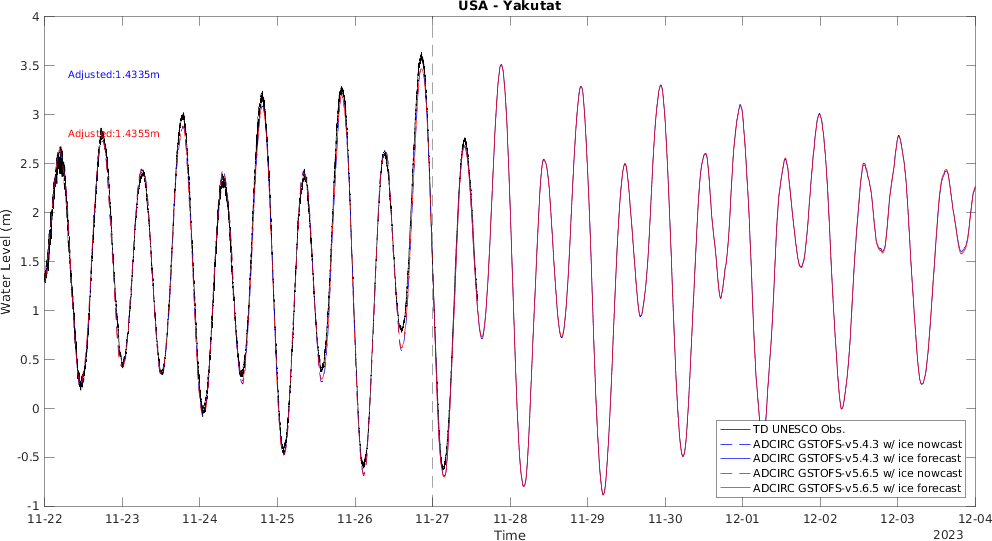 USA - Yakutat
4
3.5
3
2.5
2
1.5
1
0.5
0
-0.5
-1
Water Level (m)
Adjusted:1.4335m
Adjusted:1.4355m
TD UNESCO Obs.
ADCIRC GSTOFS-v5.4.3 w/ ice nowcast
ADCIRC GSTOFS-v5.4.3 w/ ice forecast
ADCIRC GSTOFS-v5.6.5 w/ ice nowcast
ADCIRC GSTOFS-v5.6.5 w/ ice forecast
11-22 11-23 11-24 11-25 11-26 11-27 11-28 11-29 11-30 12-01 12-02 12-03 12-04
Time
2023